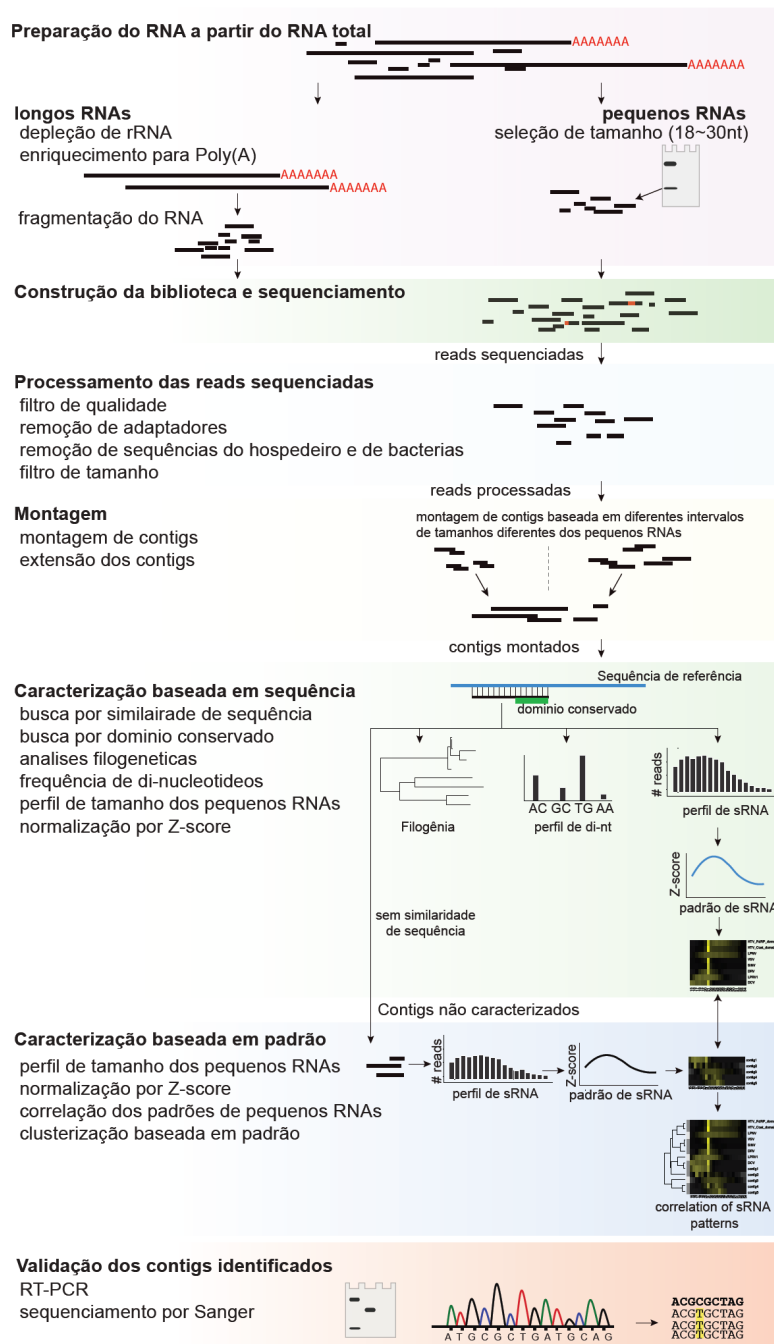 Preparação do RNA a partir do RNA total
AAAAAAA
AAAAAAA
longos RNAs
depleção de rRNA
enriquecimento para Poly(A)
AAAAAAA
AAAAAAA
fragmentação do RNA
pequenos RNAs
seleção de tamanho (18~30nt)
Construção da biblioteca e sequenciamento
reads sequenciadas
Processamento das reads sequenciadas
filtro de qualidade
remoção de adaptadores
remoção de sequências do hospedeiro e de bacterias
filtro de tamanho
reads processadas
Montagem
montagem de contigs
extensão dos contigs
montagem de contigs baseada em diferentes intervalos
de tamanhos diferentes dos pequenos RNAs
contigs montados
Caracterização baseada em sequência
busca por similairade de sequência
busca por dominio conservado
analises filogeneticas
frequência de di-nucleotideos
perfil de tamanho dos pequenos RNAs
normalização por Z-score
Sequência de referência
dominio conservado
Filogênia
AC GC TG AA
perfil de di-nt
# reads
perfil de sRNA
Z-score
padrão de sRNA
sem similaridade
de sequência
Contigs não caracterizados
Caracterização baseada em padrão
perfil de tamanho dos pequenos RNAs
normalização por Z-score
correlação dos padrões de pequenos RNAs
clusterização baseada em padrão
# reads
perfil de sRNA
Z-score
padrão de sRNA
correlation of sRNA
patterns
Validação dos contigs identificados
RT-PCR
sequenciamento por Sanger
A T G C G C T G A T G C A G
ACGCGCTAG
ACGTGCTAG
ACGTGCTAG
ACGTGCTAG